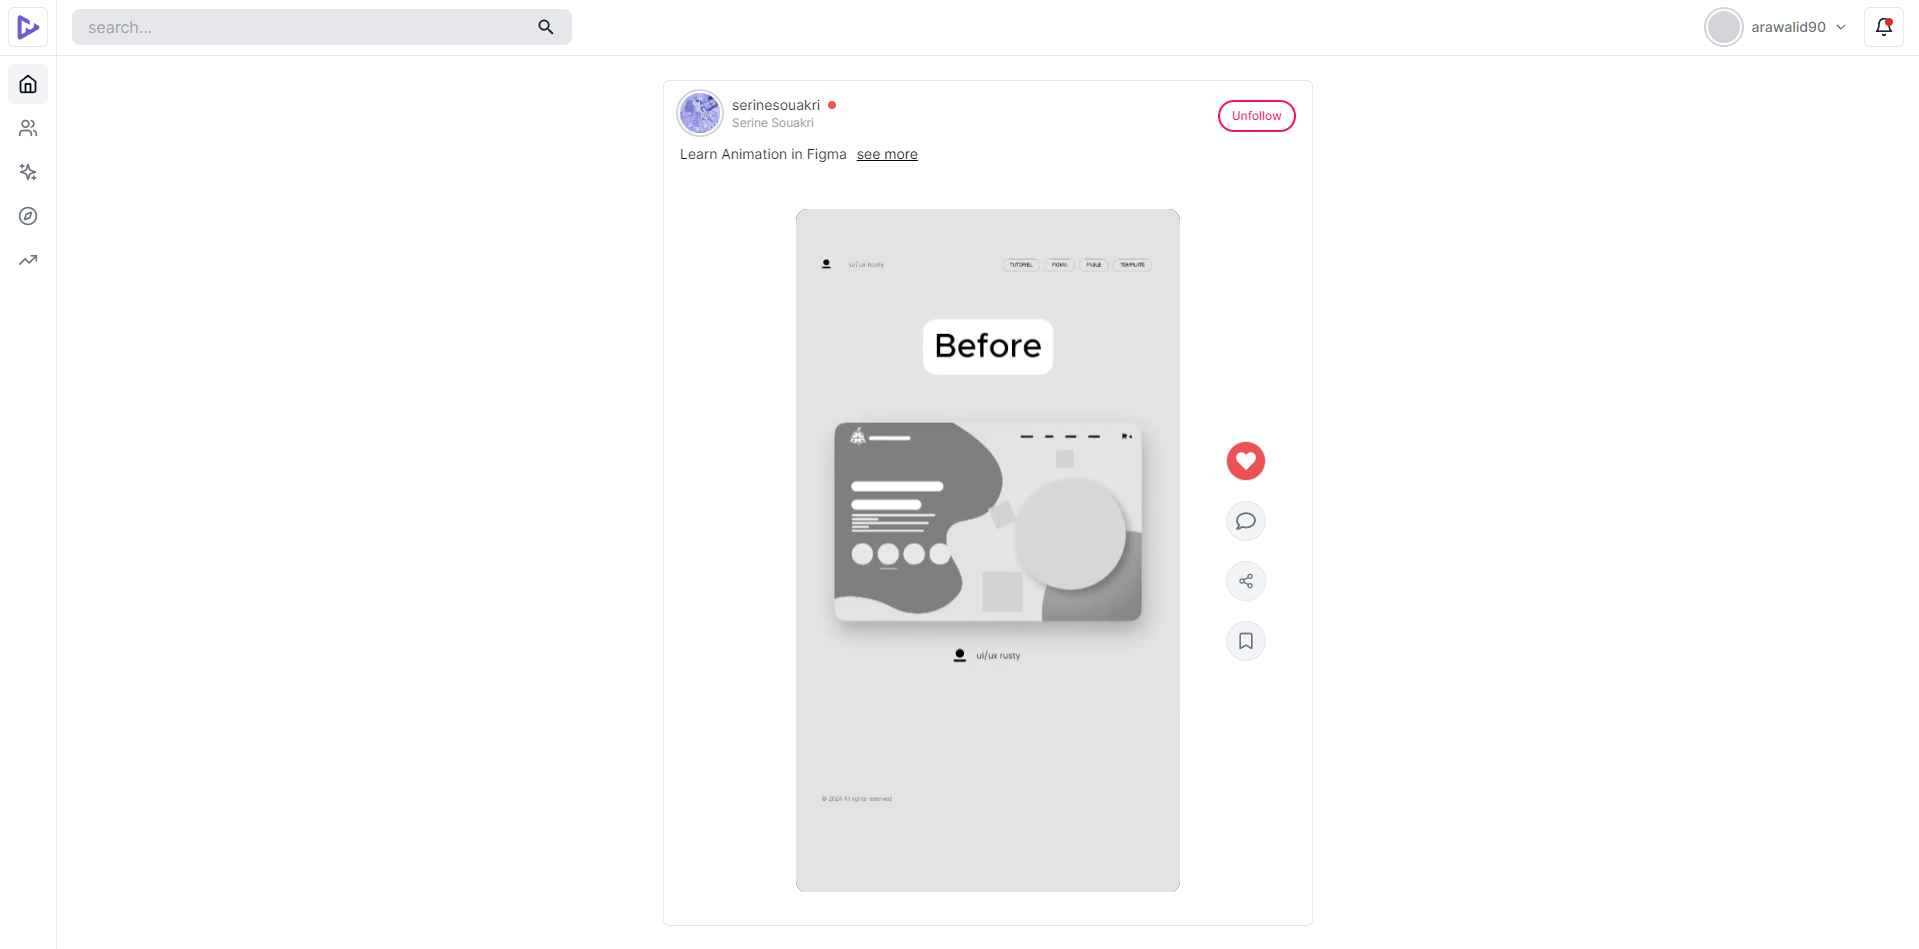 search...
arawalid90
serinesouakri
Serine Souakri
Unfollow
Learn Animation in Figma see more
ui/ux rusty
TUTORIEL FIGMA FABLE TEMPLATE
Before
ui/ux rusty
© 2024 All rights reserved